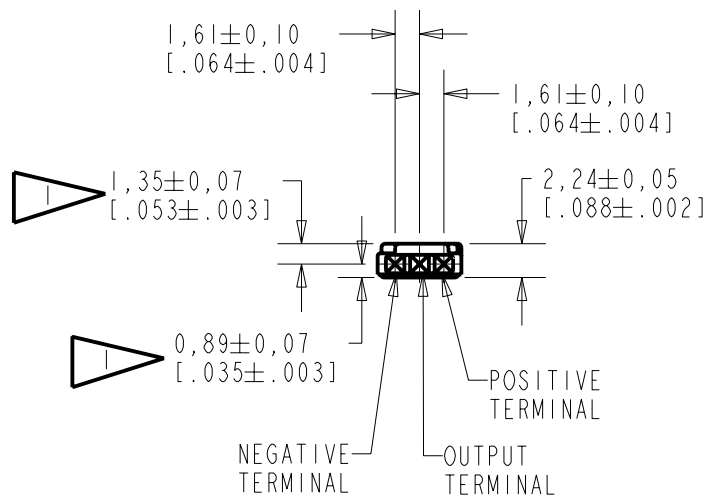 1,61±0,10
[.064±.004]
1,61±0,10
[.064±.004]
1
1,35±0,07
[.053±.003]
2,24±0,05
[.088±.002]
1
0,89±0,07
[.035±.003]
POSITIVE
TERMINAL
NEGATIVE
TERMINAL
OUTPUT
TERMINAL